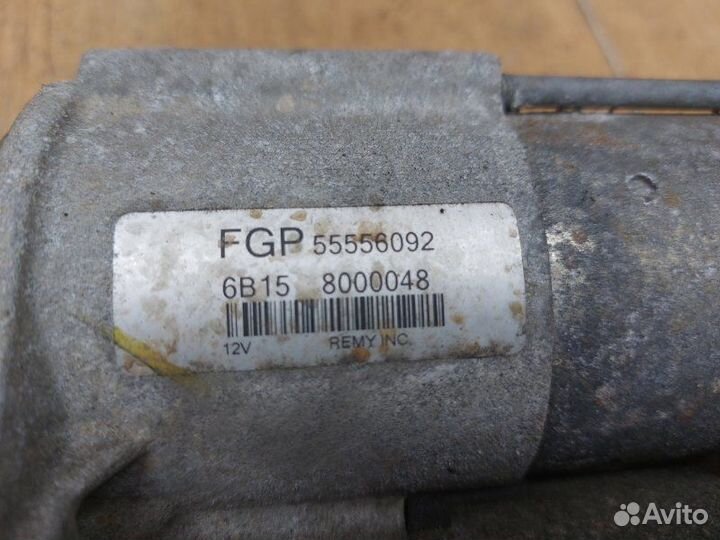 FGP 55556092
6B15 8000048
12V REMY INC.
Avito